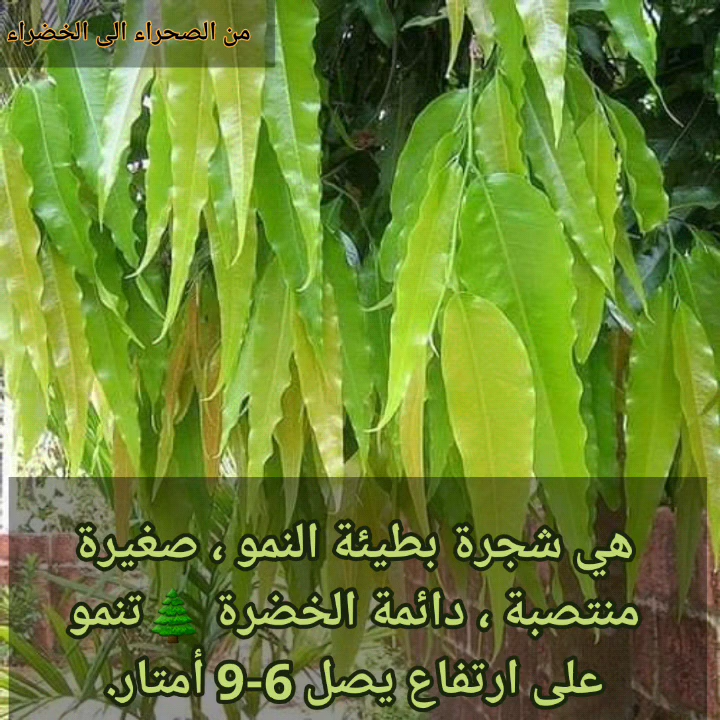 من الصحراء الى الخضراء
هي شجرة بطيئة النمو ، صغيرة
منتصبة ، دائمة الخضرة 🌲 تنمو
على ارتفاع يصل 6-9 أمتار.